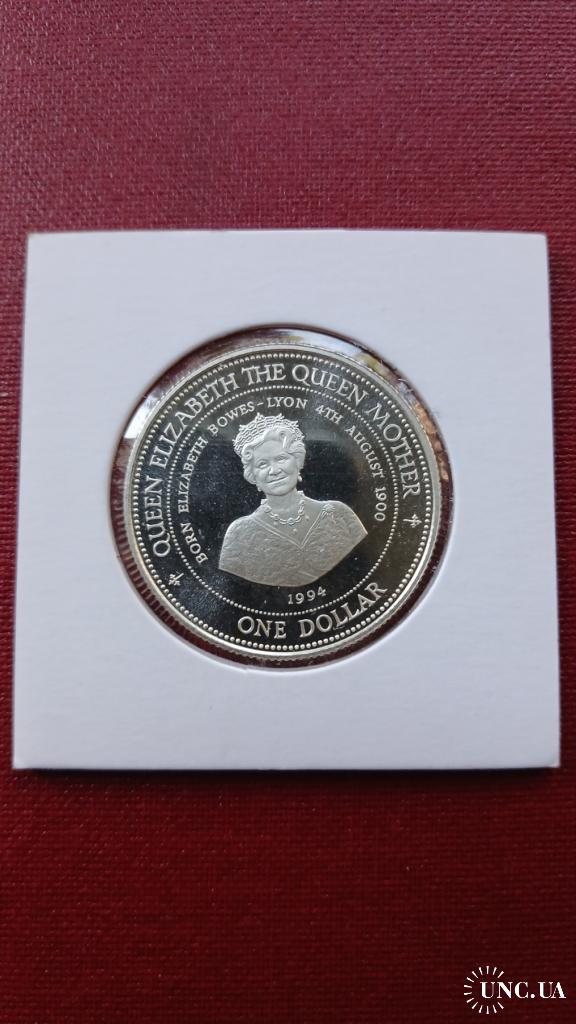 QUEEN ELIZABETH THE QUEEN MOTHER
BORN ELIZABETH BOWES-LYON 4TH AUGUST 1900
1994
ONE DOLLAR
UNC.UA